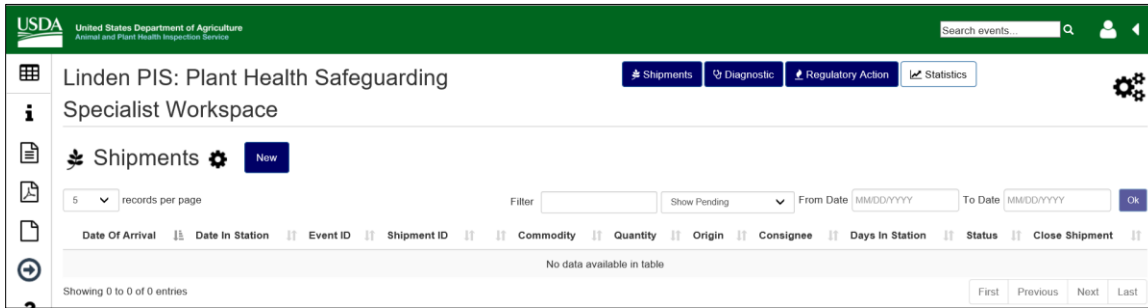 USDA
United States Department of Agriculture
Animal and Plant Health Inspection Service
Search events...
Linden PIS: Plant Health Safeguarding
Specialist Workspace
Shipments Diagnostic Regulatory Action Statistics
Shipments New
5 records per page Filter Show Pending From Date MM/DD/YYYY To Date MM/DD/YYYY Ok
Date Of Arrival Date In Station Event ID Shipment ID Commodity Quantity Origin Consignee Days In Station Status Close Shipment
No data available in table
Showing 0 to 0 of 0 entries First Previous Next Last